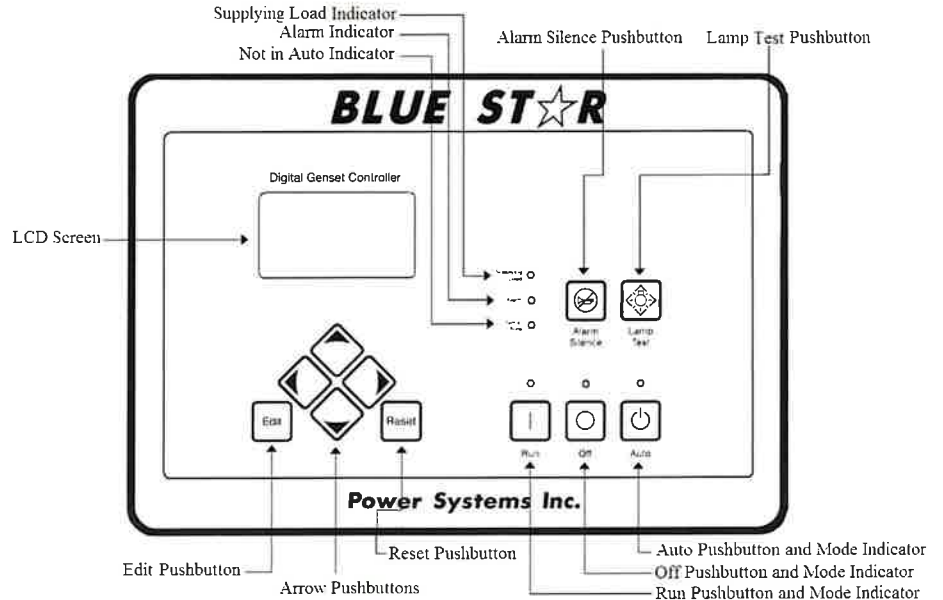 Supplying Load Indicator
Alarm Indicator
Not in Auto Indicator
Alarm Silence Pushbutton
Lamp Test Pushbutton
BLUE ST☆R
Digital Genset Controller
LCD Screen
Alarm
Silence
Lamp
Test
Edit
Reset
Run
Off
Auto
Power Systems Inc.
Edit Pushbutton
Arrow Pushbuttons
Reset Pushbutton
Auto Pushbutton and Mode Indicator
Off Pushbutton and Mode Indicator
Run Pushbutton and Mode Indicator